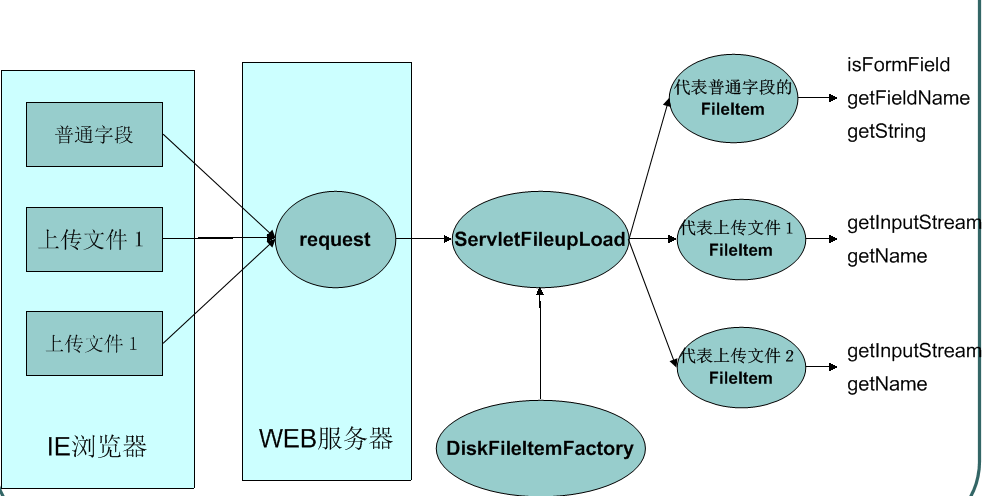 普通字段
上传文件1
上传文件1
IE浏览器
request
WEB服务器
ServletFileupLoad
DiskFileItemFactory
代表普通字段的
FileItem
isFormField
getFieldName
getString
代表上传文件1
FileItem
getInputStream
getName
代表上传文件2
FileItem
getInputStream
getName